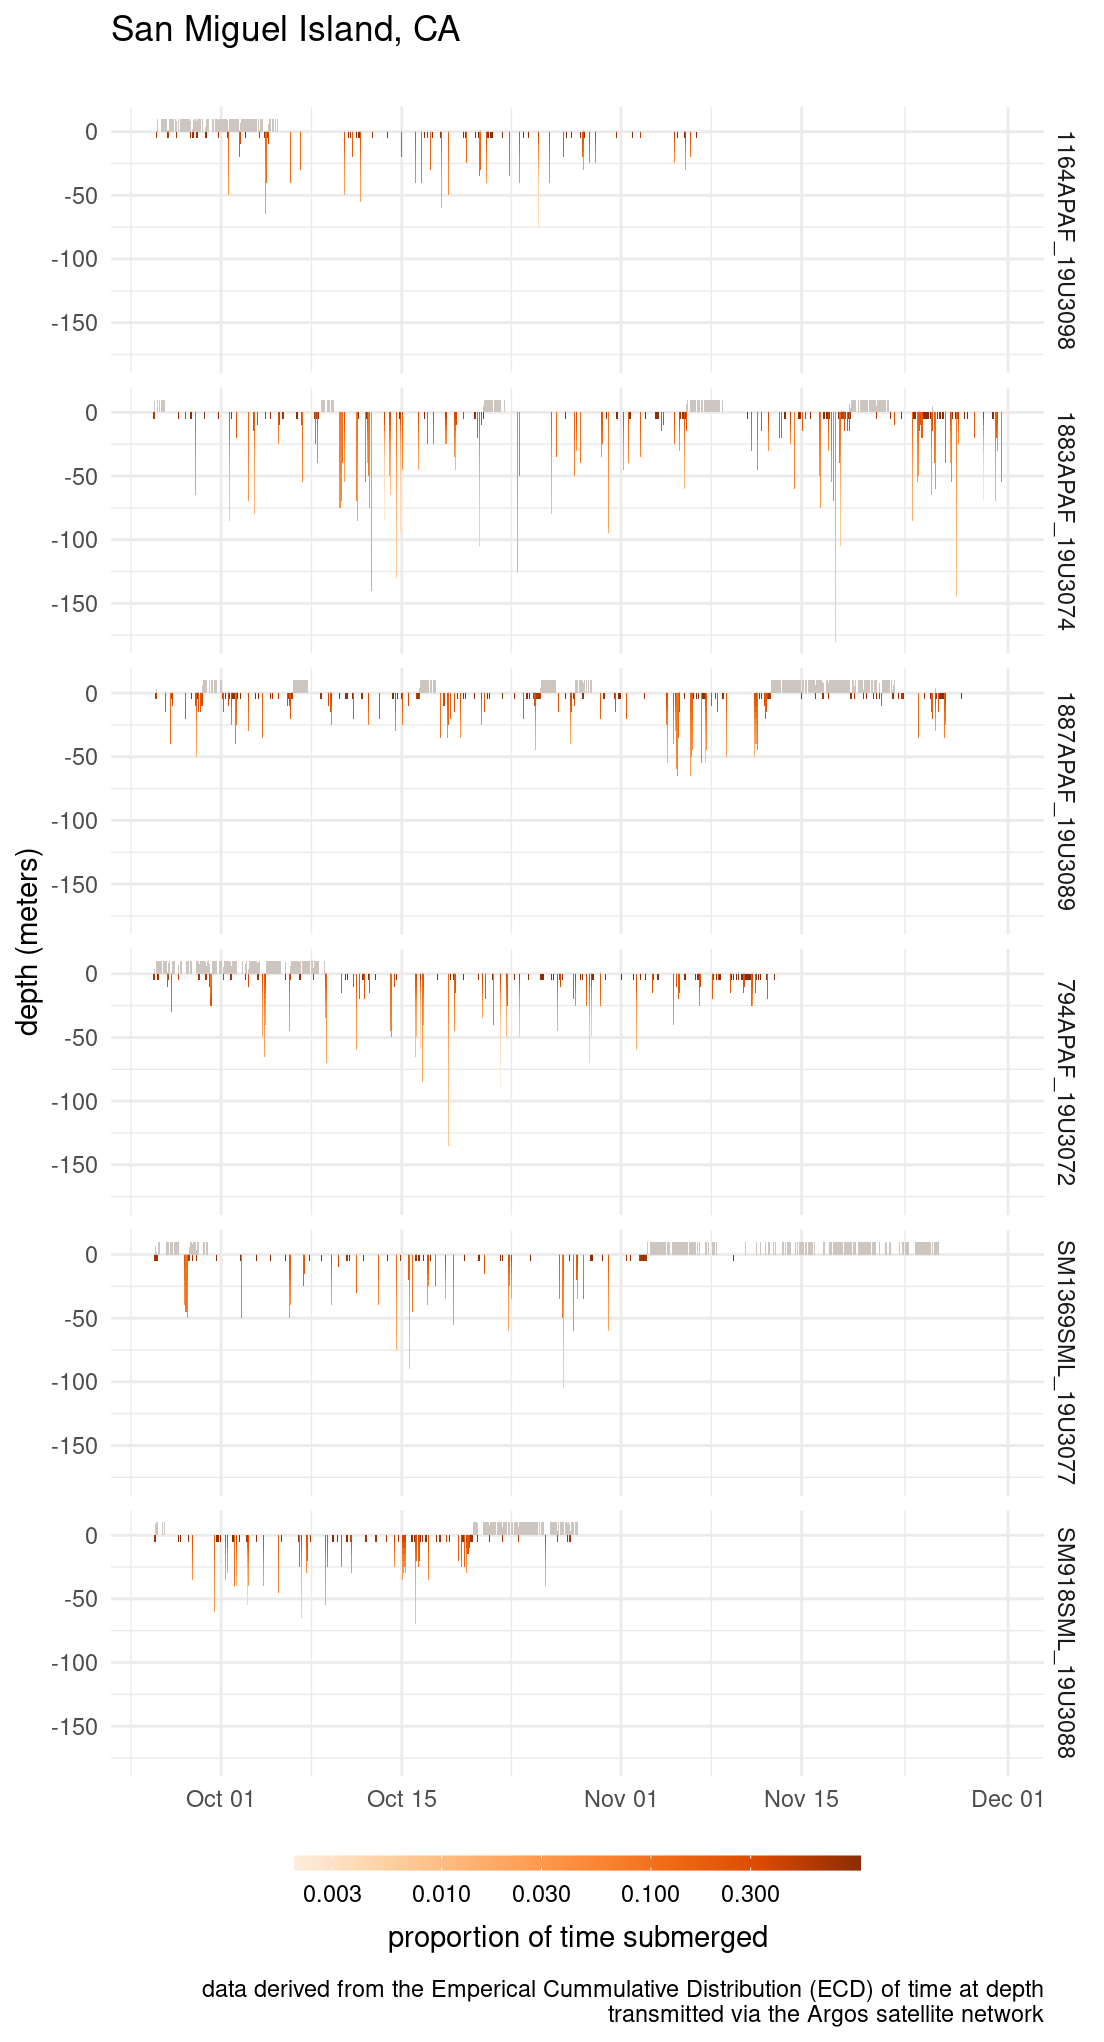 San Miguel Island, CA
0
-50
-100
-150
1164APAF_19U3098
0
-50
-100
-150
1883APAF_19U3074
0
-50
-100
-150
1887APAF_19U3089
depth (meters)
0
-50
-100
-150
794APAF_19U3072
0
-50
-100
-150
SM1369SML_19U3077
0
-50
-100
-150
SM918SML_19U3088
Oct 01 Oct 15 Nov 01 Nov 15 Dec 01
0.003 0.010 0.030 0.100 0.300
proportion of time submerged
data derived from the Emperical Cummulative Distribution (ECD) of time at depth
transmitted via the Argos satellite network